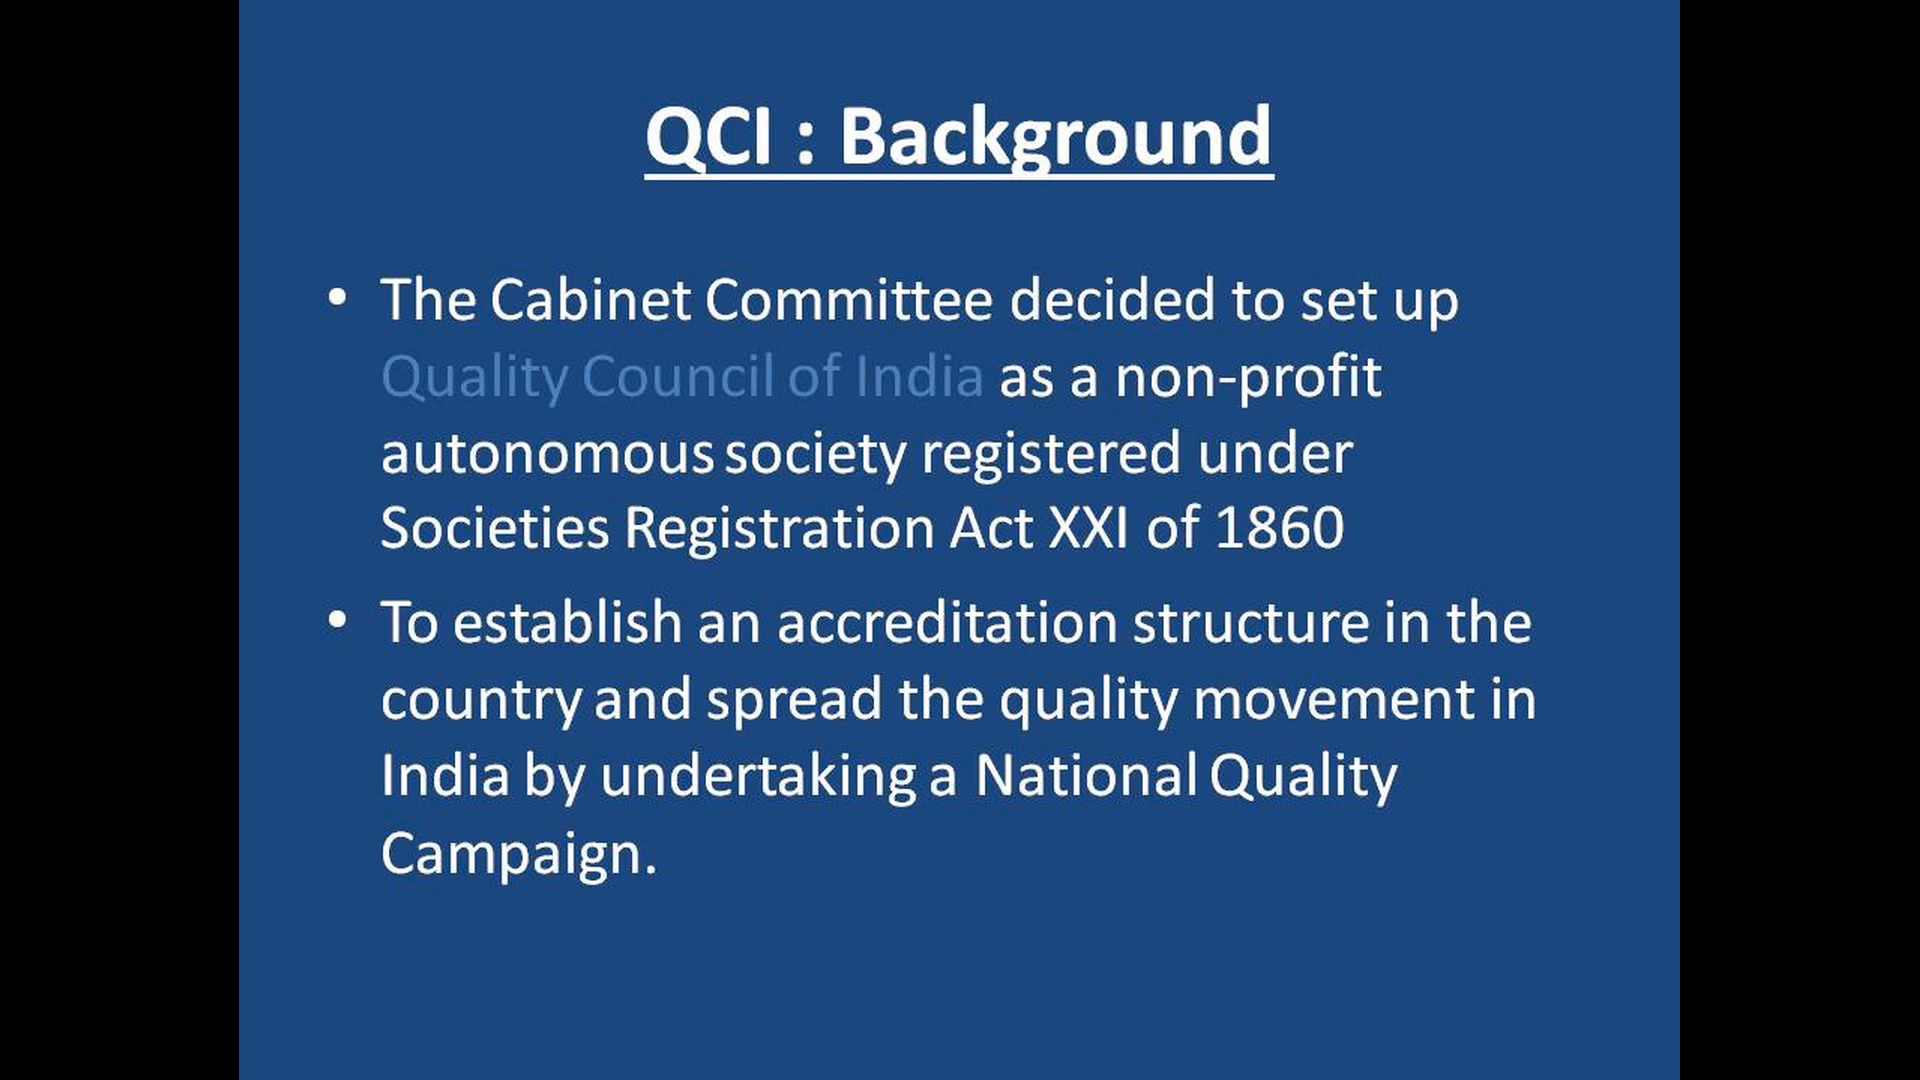 QCI : Background
• The Cabinet Committee decided to set up
Quality Council of India as a non-profit
autonomous society registered under
Societies Registration Act XXI of 1860
• To establish an accreditation structure in the
country and spread the quality movement in
India by undertaking a National Quality
Campaign.